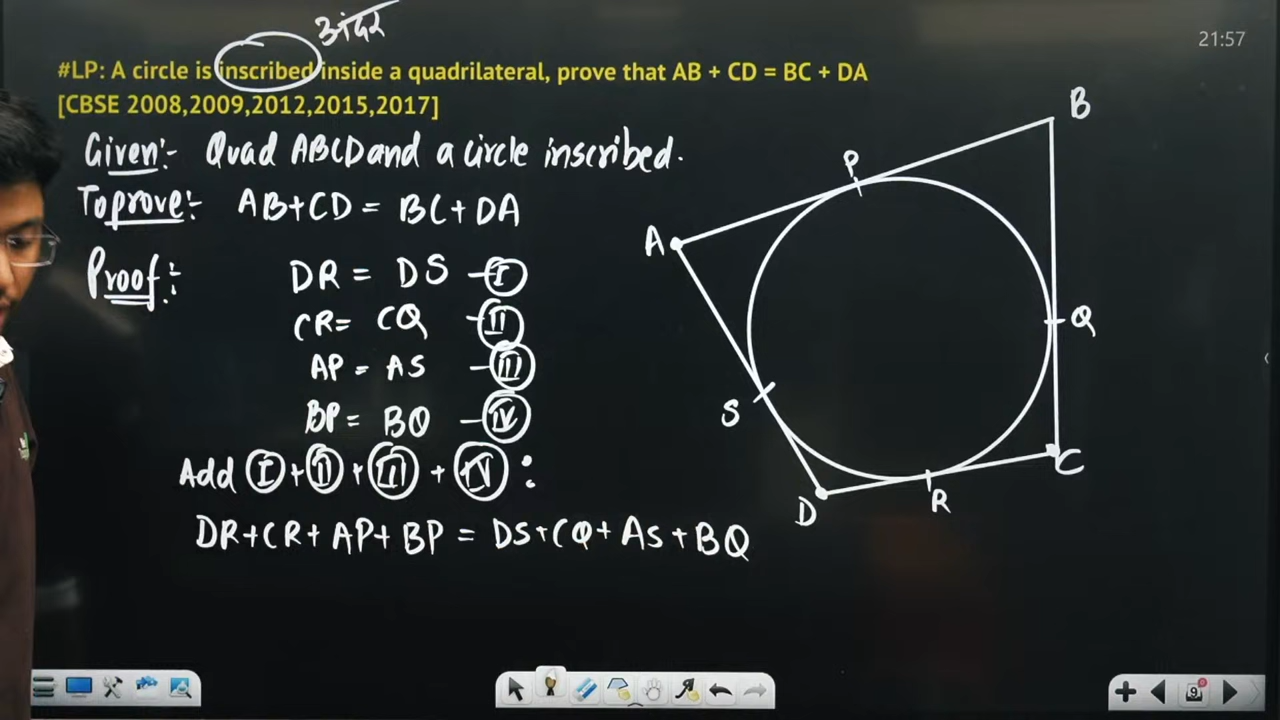 21:57
#LP: A circle is inscribed inside a quadrilateral, prove that AB + CD = BC + DA
[CBSE 2008,2009,2012,2015,2017]
Given:- Quad ABCD and a circle inscribed.
To prove:- AB+CD = BC+DA
Proof:-
DR = DS - I
CR = CQ - II
AP = AS - III
BP = BQ - IV
Add I + II + III + IV :
DR+CR+AP+BP = DS+CQ+AS+BQ
B
P
A
Q
S
C
D
R
9